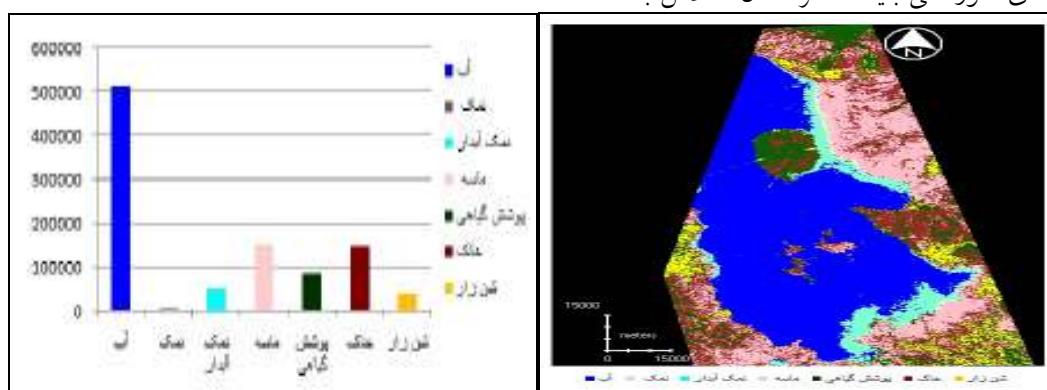 600000
500000
400000
300000
200000
100000
0
آب
نمک
نمک آبدار
ماسه
پوشش گیاهی
خاک
شن زار
آب
نمک
نمک آبدار
ماسه
پوشش گیاهی
خاک
شن زار
N
15000
meters
0 15000
آب نمک نمک آبدار ماسه پوشش گیاهی خاک شن زار